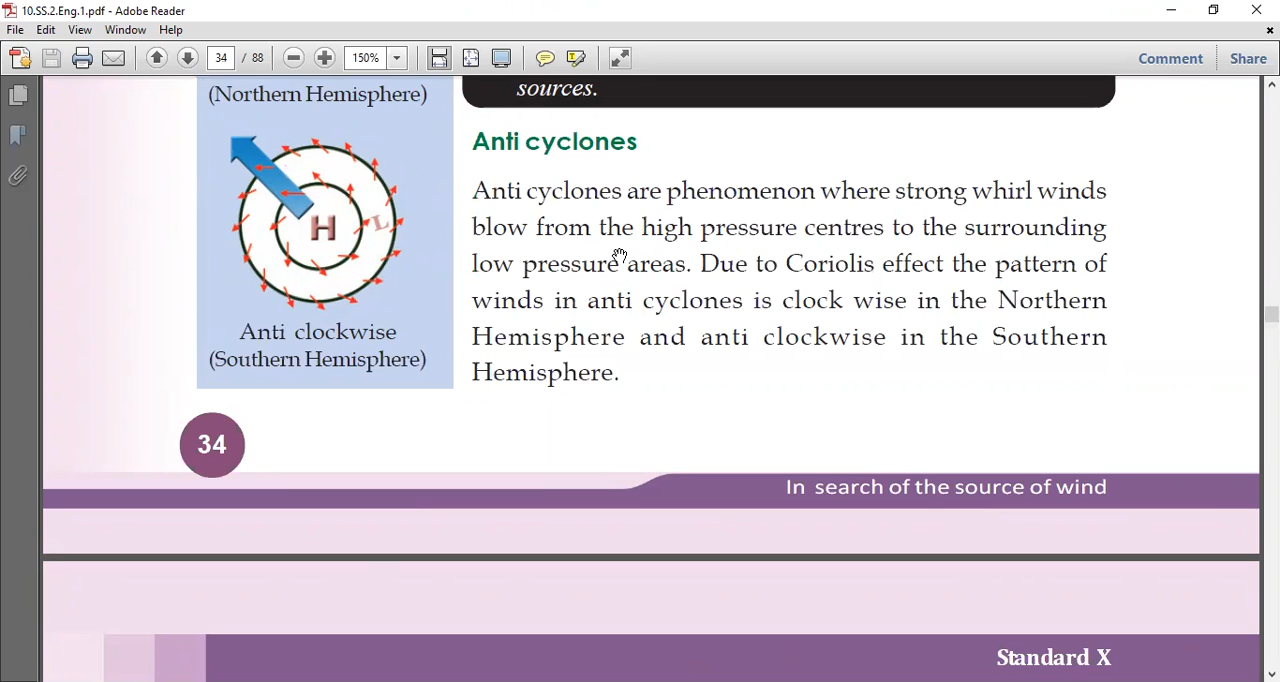 10.SS.2.Eng.1.pdf - Adobe Reader
File Edit View Window Help
34 / 88 150% Comment Share
(Northern Hemisphere)
H
L
Anti clockwise
(Southern Hemisphere)
34
sources.
Anti cyclones
Anti cyclones are phenomenon where strong whirl winds
blow from the high pressure centres to the surrounding
low pressure areas. Due to Coriolis effect the pattern of
winds in anti cyclones is clock wise in the Northern
Hemisphere and anti clockwise in the Southern
Hemisphere.
In search of the source of wind
Standard X